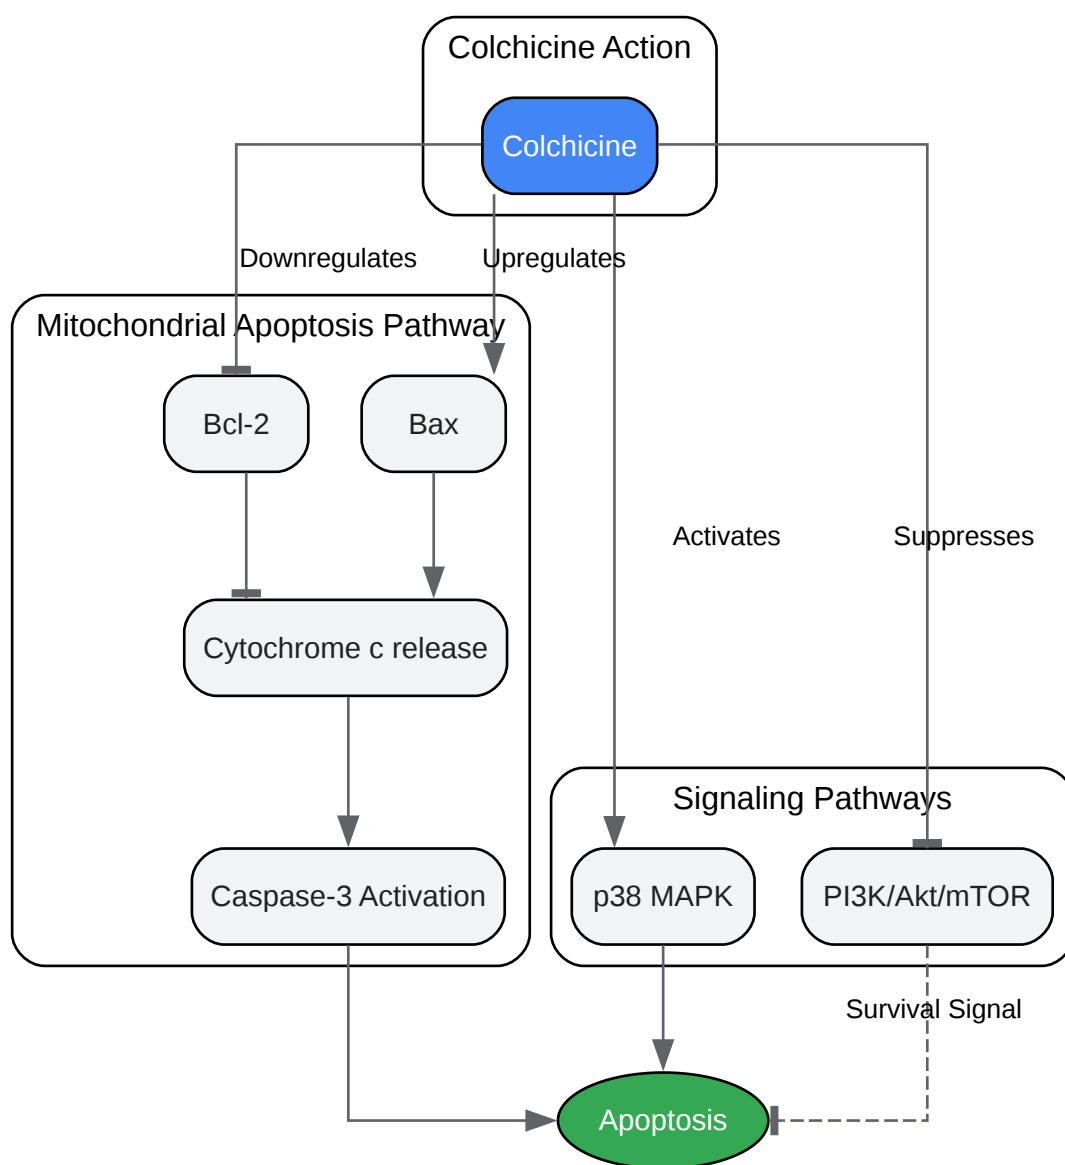 Colchicine Action
Colchicine
Downregulates
Upregulates
Mitochondrial Apoptosis Pathway
Bcl-2
Bax
Activates
Suppresses
Cytochrome c release
Signaling Pathways
Caspase-3 Activation
p38 MAPK
PI3K/Akt/mTOR
Survival Signal
Apoptosis